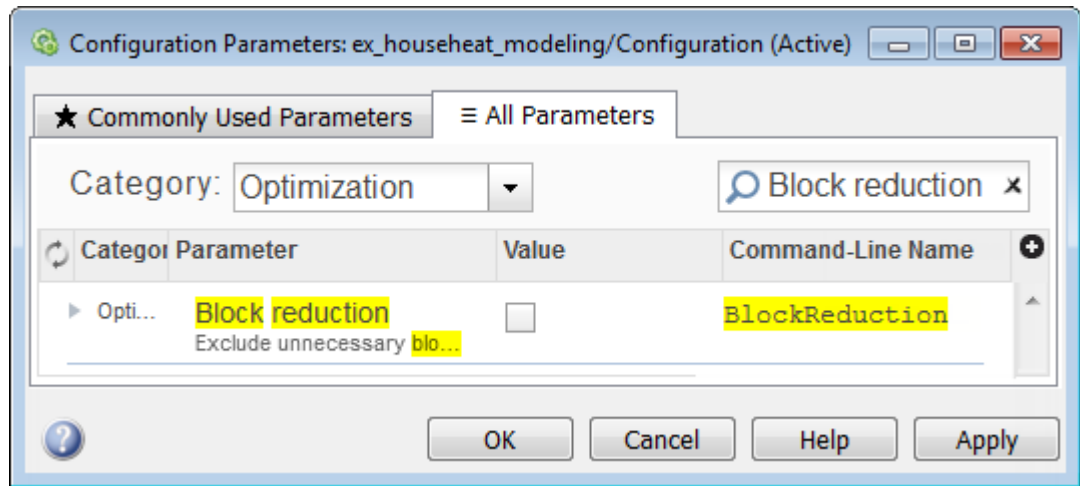 Configuration Parameters: ex_househeat_modeling/Configuration (Active)
★ Commonly Used Parameters ≡ All Parameters
Category: Optimization Block reduction
Categor Parameter Value Command-Line Name
Opti... Block reduction BlockReduction
Exclude unnecessary blo...
OK Cancel Help Apply